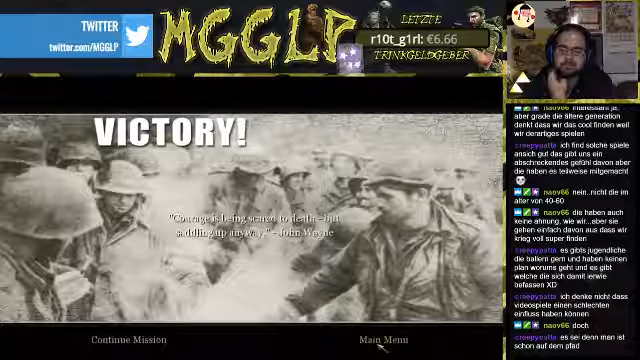 TWITTER
twitter.com/MGGLP
MGGLP
LETZTE
r10t_g1rl: €6.66
TRINKGELDGEBER
VICTORY!
"Courage is being scared to death - but
saddling up anyway." - John Wayne
Continue Mission
Main Menu
naov66 interessant ja,
aber grade die ältere generation
denkt dass wir das cool finden weil
wir derartiges spielen
creepypatta ich find solche spiele
ansich gut das gibt uns ein
abschreckendes gefühl davon aber
die haben es teilweise mitgemacht
naov66 nein..nicht die im
alter von 40-60
naov66 die haben auch
keine ahnung, wie wir...aber sie
gehen einfach davon aus dass wir
krieg voll super finden
creepypatta es gibts jugendliche
die ballern gern und haben keinen
plan worums geht und es gibt
welche die sich damit ierwie
befassen XD
creepypatta ich denke nicht dass
videospiele einen schlechten
einfluss haben können
naov66 doch
creepypatta es sei denn man ist
schon auf dem pfad